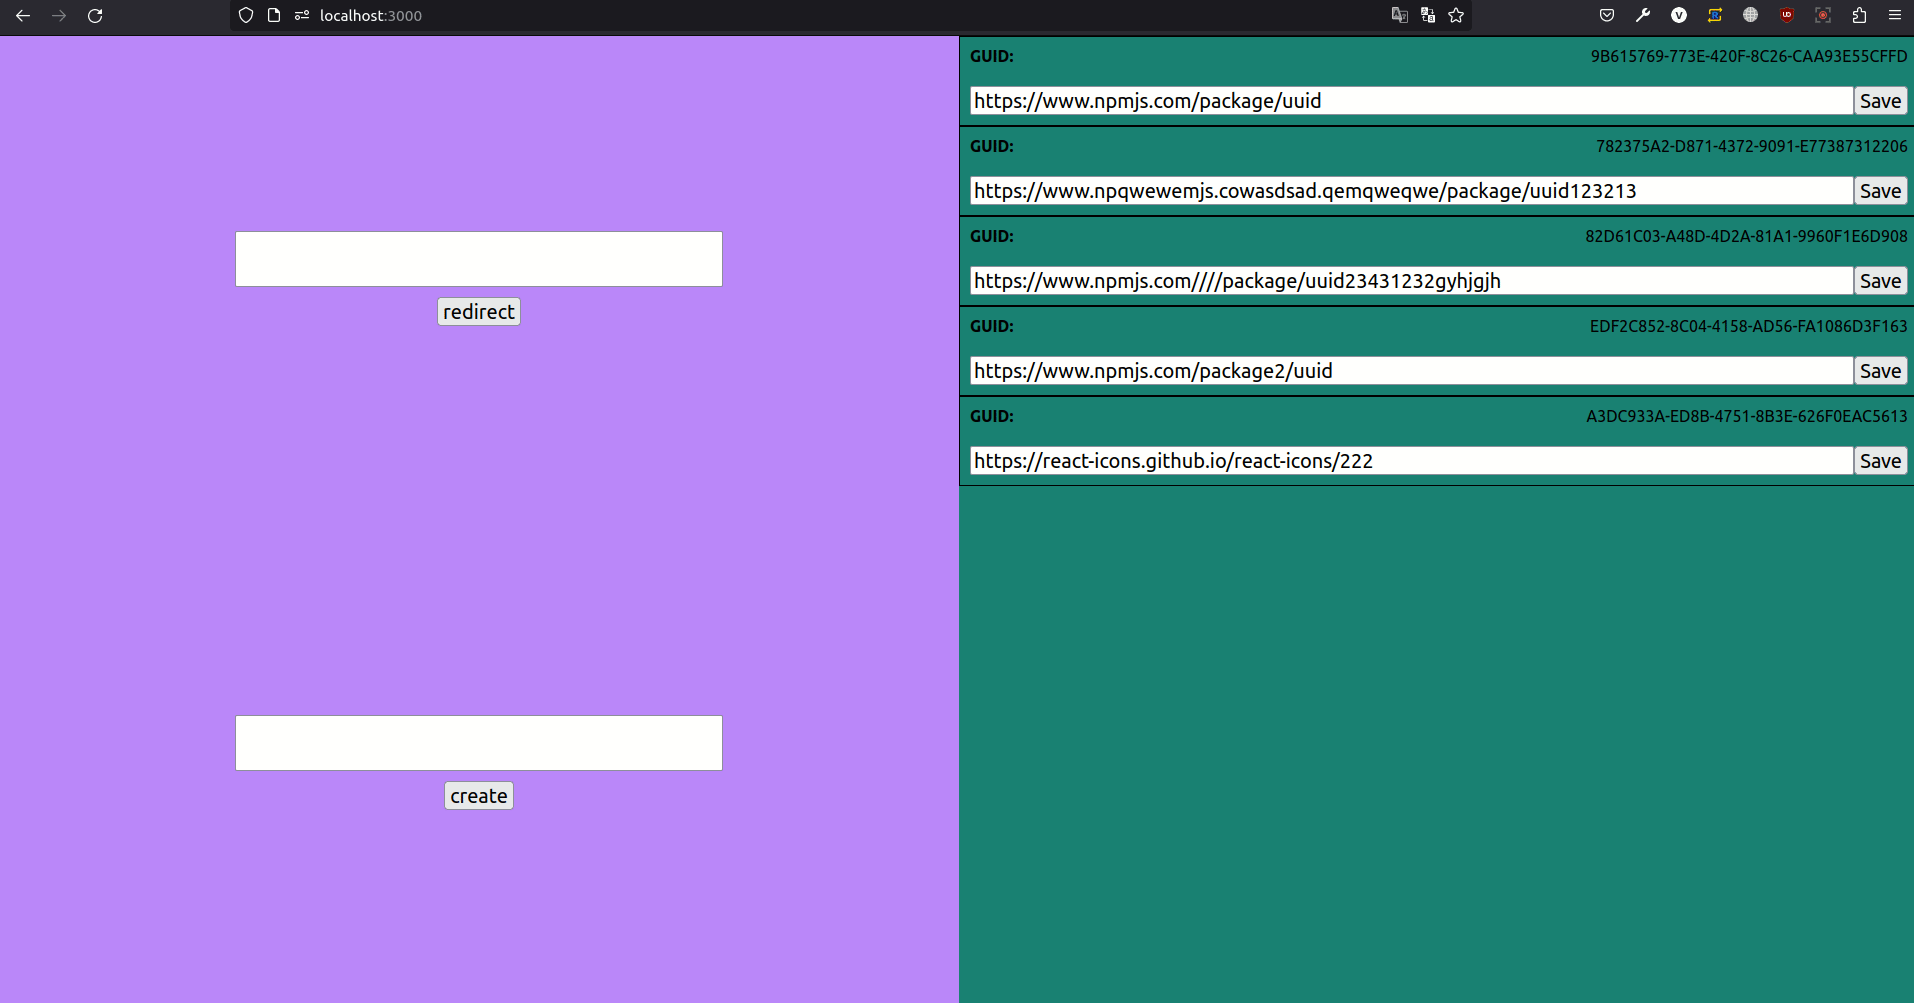 localhost:3000
redirect
create
GUID: 9B615769-773E-420F-8C26-CAA93E55CFFD
https://www.npmjs.com/package/uuid Save
GUID: 782375A2-D871-4372-9091-E77387312206
https://www.npqwewemjs.cowasdsad.qemqweqwe/package/uuid123213 Save
GUID: 82D61C03-A48D-4D2A-81A1-9960F1E6D908
https://www.npmjs.com////package/uuid23431232gyhjgjh Save
GUID: EDF2C852-8C04-4158-AD56-FA1086D3F163
https://www.npmjs.com/package2/uuid Save
GUID: A3DC933A-ED8B-4751-8B3E-626F0EAC5613
https://react-icons.github.io/react-icons/222 Save